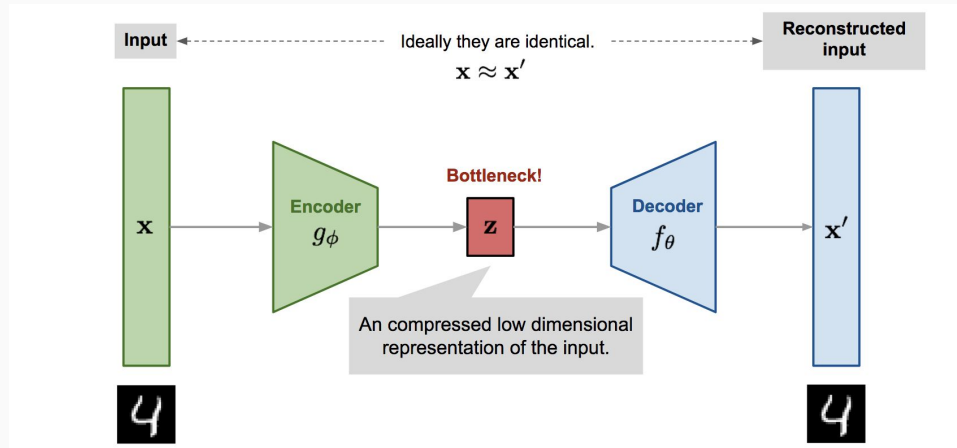 Input
Ideally they are identical.
x ≈ x′
Reconstructed
input
x
Encoder
gϕ
Bottleneck!
z
Decoder
fθ
x′
An compressed low dimensional
representation of the input.
4
4